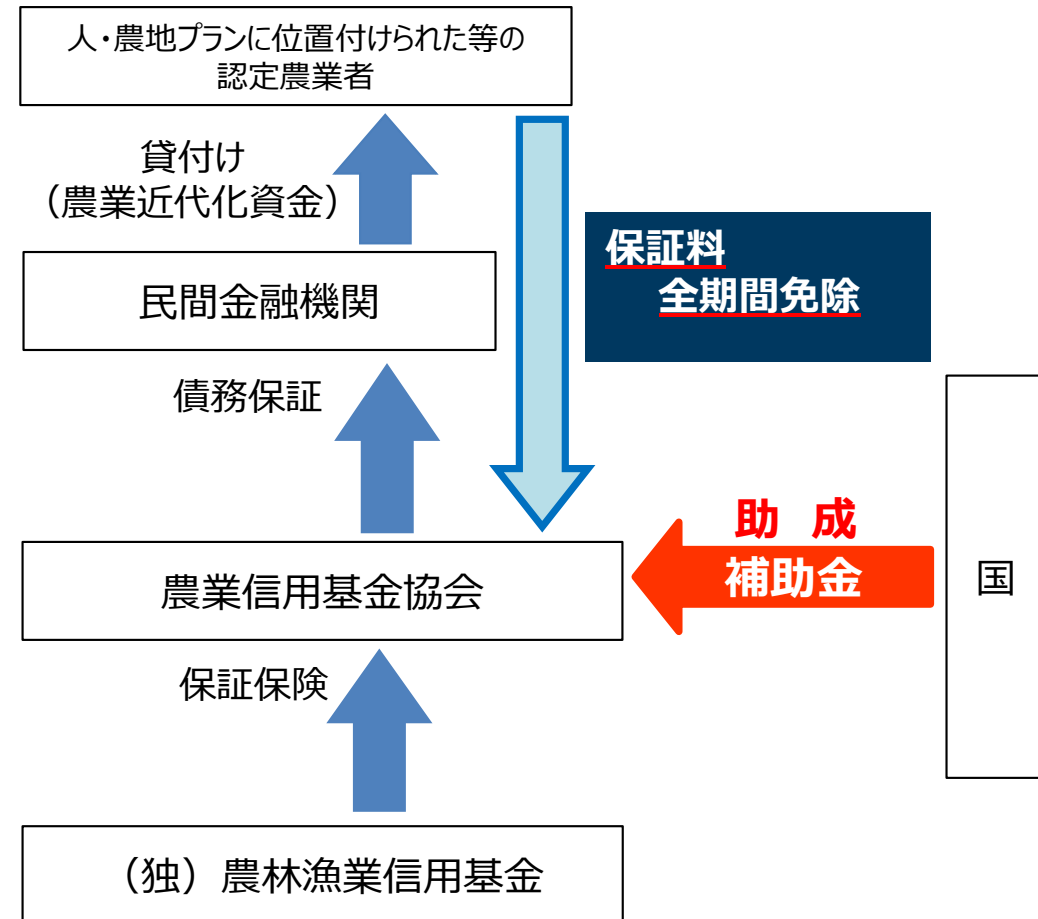 人・農地プランに位置付けられた等の
認定農業者
貸付け
（農業近代化資金）
保証料
全期間免除
民間金融機関
債務保証
助 成
補助金
国
農業信用基金協会
保証保険
（独）農林漁業信用基金